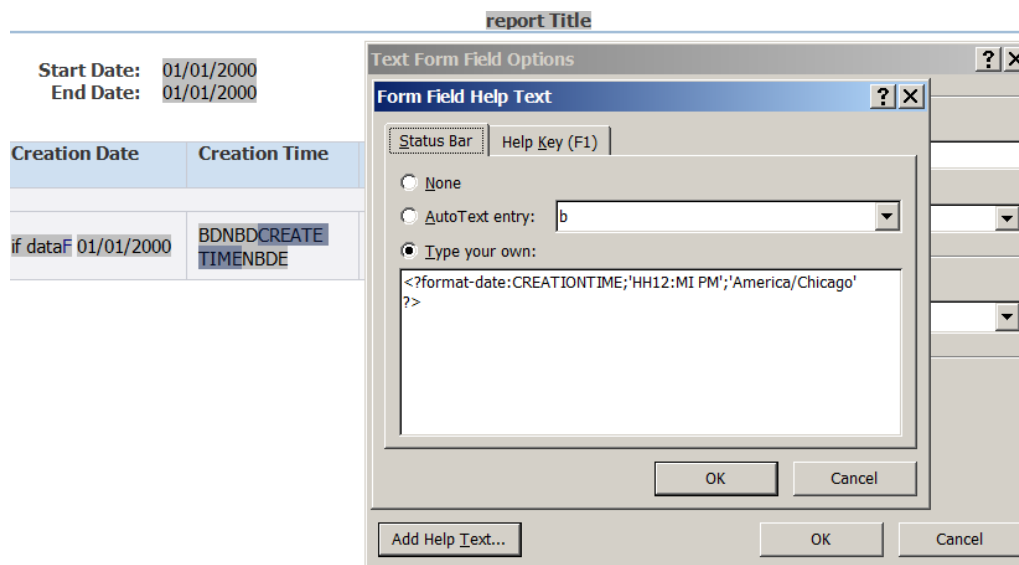 report Title
Start Date: 01/01/2000
End Date: 01/01/2000
Creation Date Creation Time
if dataF 01/01/2000
BDNBDCREATE
TIMENBDE
Text Form Field Options ? X
Form Field Help Text ? X
Status Bar Help Key (F1)
None
AutoText entry: b
Type your own:
<?format-date:CREATIONTIME;'HH12:MI PM';'America/Chicago'
?>
OK Cancel
Add Help Text... OK Cancel